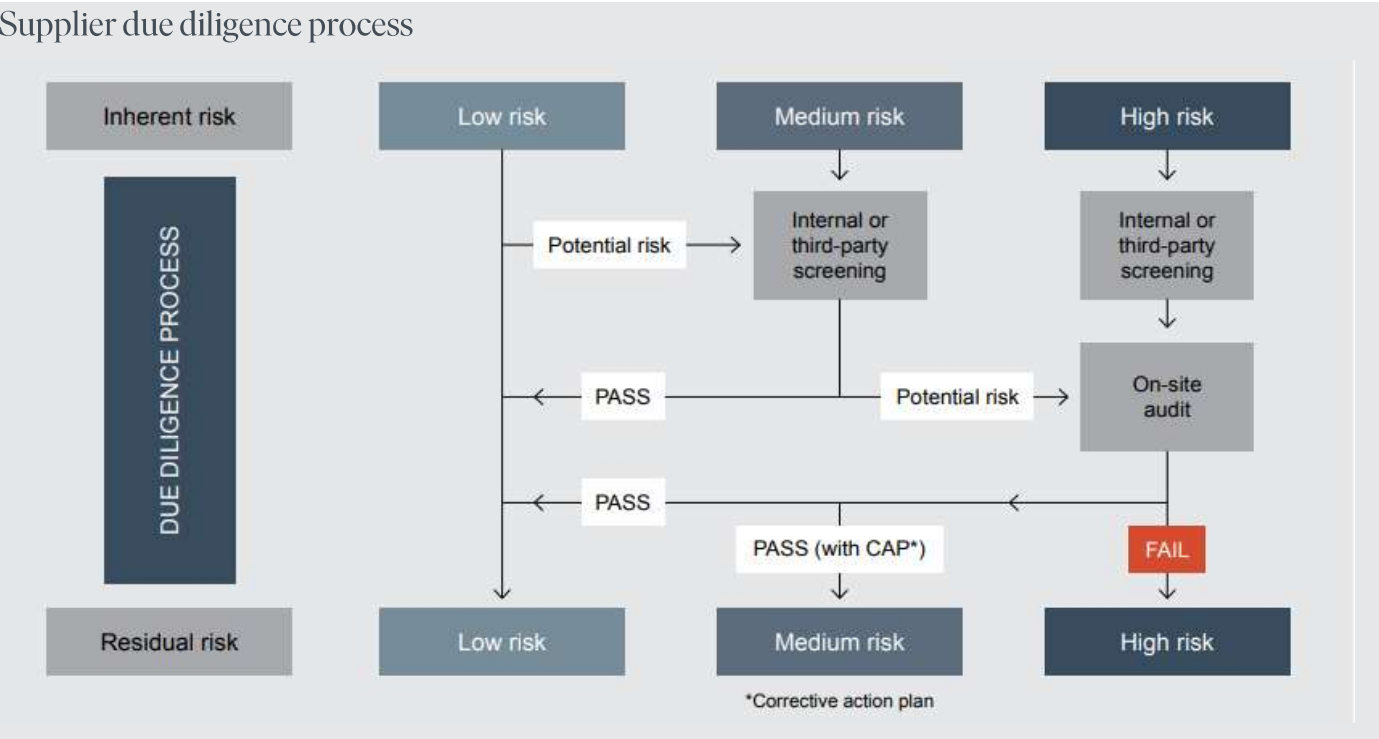 Supplier due diligence process
Inherent risk
Low risk
Medium risk
High risk
DUE DILIGENCE PROCESS
Potential risk
Internal or
third-party
screening
Internal or
third-party
screening
PASS
Potential risk
On-site
audit
PASS
PASS (with CAP*)
FAIL
Residual risk
Low risk
Medium risk
High risk
*Corrective action plan